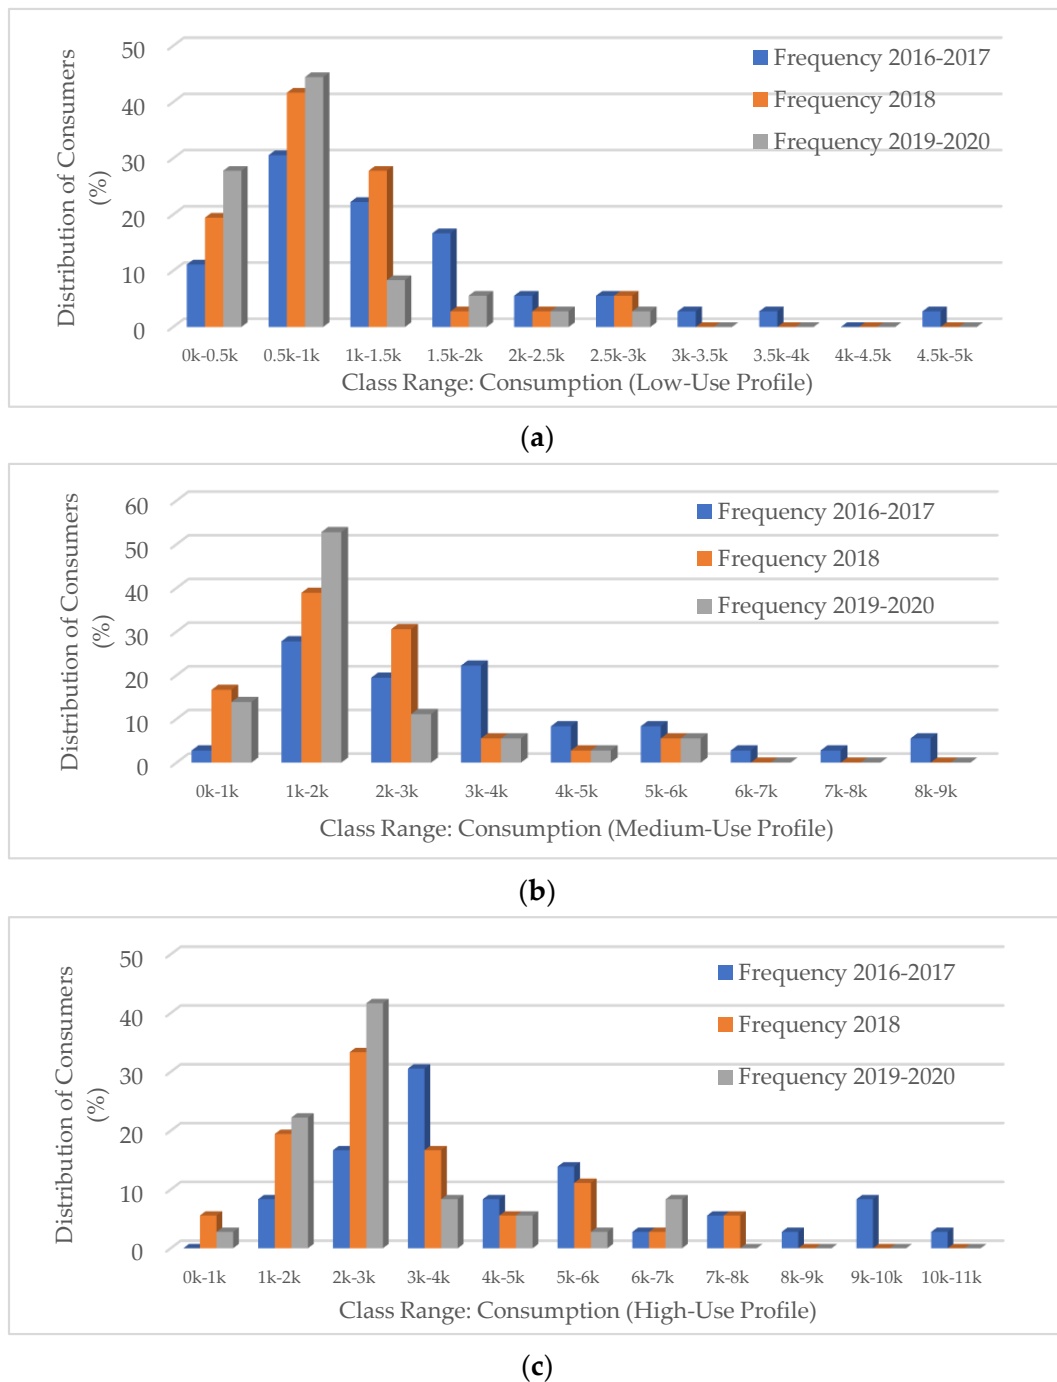 50
40
30
20
10
0
Distribution of Consumers
(%)
Frequency 2016-2017
Frequency 2018
Frequency 2019-2020
0k-0.5k 0.5k-1k 1k-1.5k 1.5k-2k 2k-2.5k 2.5k-3k 3k-3.5k 3.5k-4k 4k-4.5k 4.5k-5k
Class Range: Consumption (Low-Use Profile)
(a)
60
50
40
30
20
10
0
Distribution of Consumers
(%)
Frequency 2016-2017
Frequency 2018
Frequency 2019-2020
0k-1k 1k-2k 2k-3k 3k-4k 4k-5k 5k-6k 6k-7k 7k-8k 8k-9k
Class Range: Consumption (Medium-Use Profile)
(b)
50
40
30
20
10
0
Distribution of Consumers
(%)
Frequency 2016-2017
Frequency 2018
Frequency 2019-2020
0k-1k 1k-2k 2k-3k 3k-4k 4k-5k 5k-6k 6k-7k 7k-8k 8k-9k 9k-10k 10k-11k
Class Range: Consumption (High-Use Profile)
(c)